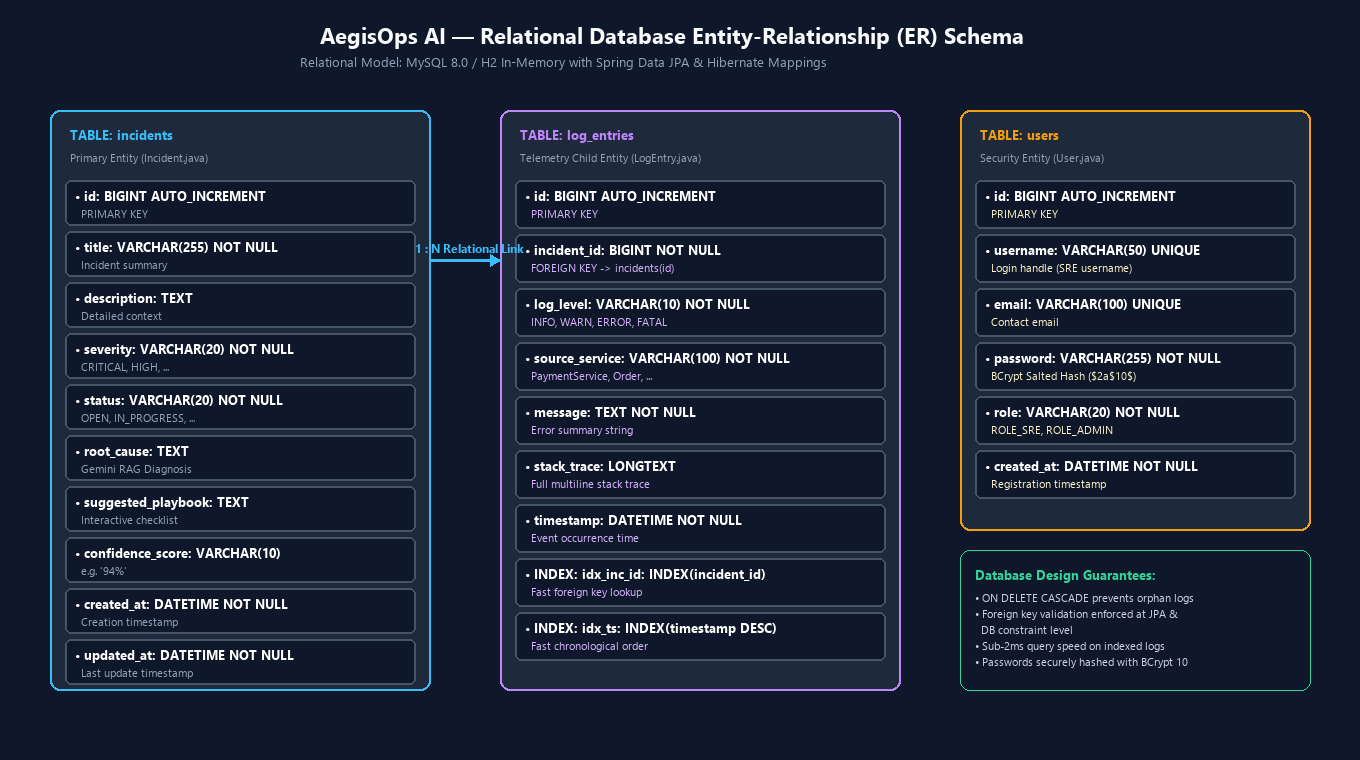 AegisOps AI — Relational Database Entity-Relationship (ER) Schema
Relational Model: MySQL 8.0 / H2 In-Memory with Spring Data JPA & Hibernate Mappings
TABLE: incidents
Primary Entity (Incident.java)
• id: BIGINT AUTO_INCREMENT
PRIMARY KEY
• title: VARCHAR(255) NOT NULL
Incident summary
• description: TEXT
Detailed context
• severity: VARCHAR(20) NOT NULL
CRITICAL, HIGH, ...
• status: VARCHAR(20) NOT NULL
OPEN, IN_PROGRESS, ...
• root_cause: TEXT
Gemini RAG Diagnosis
• suggested_playbook: TEXT
Interactive checklist
• confidence_score: VARCHAR(10)
e.g. '94%'
• created_at: DATETIME NOT NULL
Creation timestamp
• updated_at: DATETIME NOT NULL
Last update timestamp
1 : N Relational Link
TABLE: log_entries
Telemetry Child Entity (LogEntry.java)
• id: BIGINT AUTO_INCREMENT
PRIMARY KEY
• incident_id: BIGINT NOT NULL
FOREIGN KEY -> incidents(id)
• log_level: VARCHAR(10) NOT NULL
INFO, WARN, ERROR, FATAL
• source_service: VARCHAR(100) NOT NULL
PaymentService, Order, ...
• message: TEXT NOT NULL
Error summary string
• stack_trace: LONGTEXT
Full multiline stack trace
• timestamp: DATETIME NOT NULL
Event occurrence time
• INDEX: idx_inc_id: INDEX(incident_id)
Fast foreign key lookup
• INDEX: idx_ts: INDEX(timestamp DESC)
Fast chronological order
TABLE: users
Security Entity (User.java)
• id: BIGINT AUTO_INCREMENT
PRIMARY KEY
• username: VARCHAR(50) UNIQUE
Login handle (SRE username)
• email: VARCHAR(100) UNIQUE
Contact email
• password: VARCHAR(255) NOT NULL
BCrypt Salted Hash ($2a$10$)
• role: VARCHAR(20) NOT NULL
ROLE_SRE, ROLE_ADMIN
• created_at: DATETIME NOT NULL
Registration timestamp
Database Design Guarantees:
• ON DELETE CASCADE prevents orphan logs
• Foreign key validation enforced at JPA &
DB constraint level
• Sub-2ms query speed on indexed logs
• Passwords securely hashed with BCrypt 10